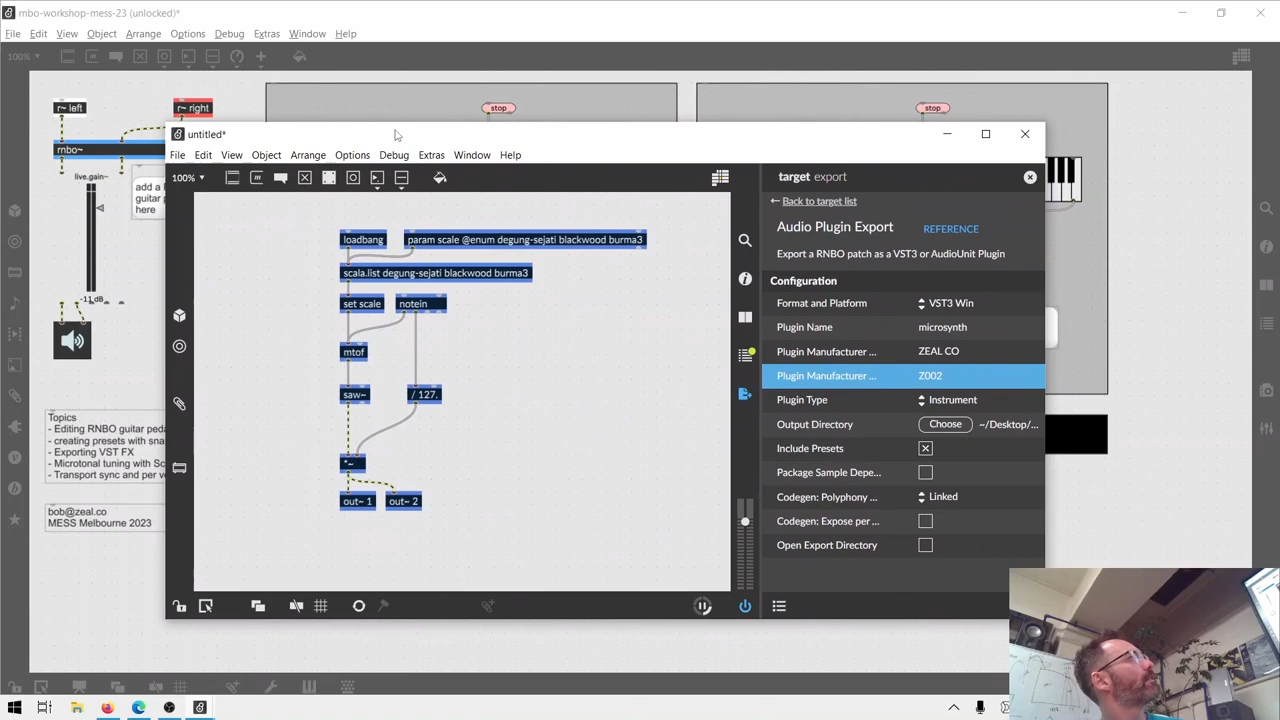 rnbo-workshop-mess-23 (unlocked)*
File Edit View Object Arrange Options Debug Extras Window Help
100%
r~ left
r~ right
stop
stop
rnbo~
live.gain~
add a
guitar p
here
-11 dB
Topics
- Editing RNBO guitar peda
- creating presets with sna
- Exporting VST FX
- Microtonal tuning with Sc
- Transport sync and per v
bob@zeal.co
MESS Melbourne 2023
untitled*
File Edit View Object Arrange Options Debug Extras Window Help
100%
loadbang
param scale @enum degung-sejati blackwood burma3
scala.list degung-sejati blackwood burma3
set scale
notein
mtof
saw~
/ 127.
*~
out~ 1
out~ 2
target export
← Back to target list
Audio Plugin Export
REFERENCE
Export a RNBO patch as a VST3 or AudioUnit Plugin
Configuration
Format and Platform VST3 Win
Plugin Name microsynth
Plugin Manufacturer ... ZEAL CO
Plugin Manufacturer ... Z002
Plugin Type Instrument
Output Directory Choose ~/Desktop/...
Include Presets
Package Sample Depe...
Codegen: Polyphony ... Linked
Codegen: Expose per ...
Open Export Directory